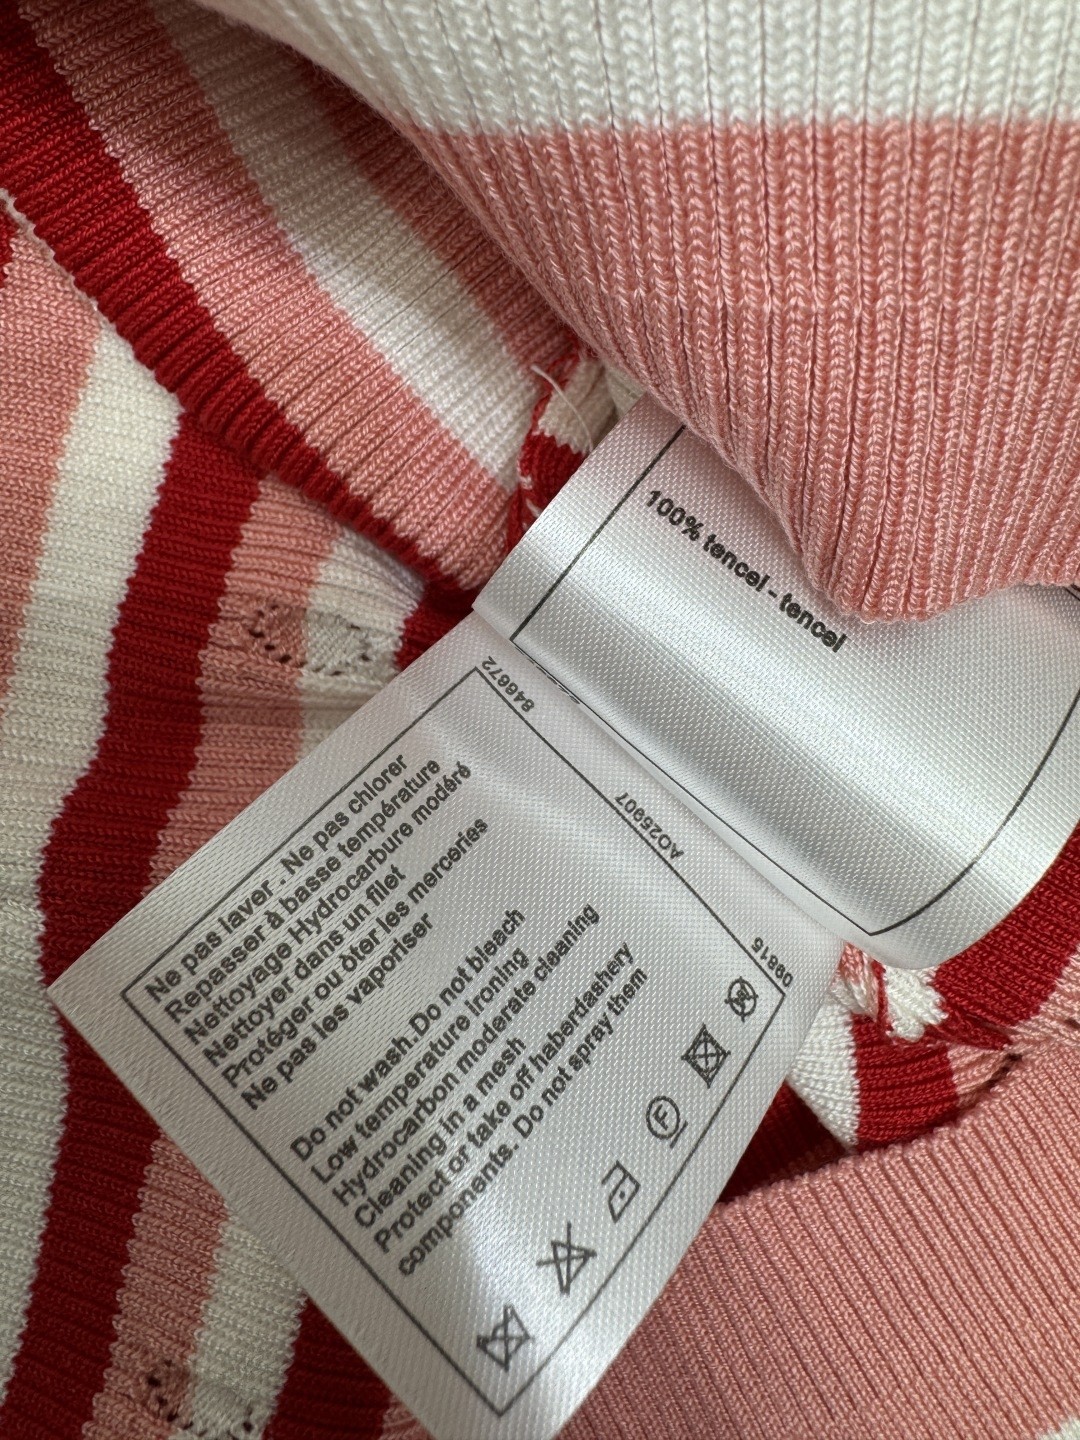 100% tencel - tencel
846672
AO25907
09815
Ne pas laver . Ne pas chlorer
Repasser à basse température
Nettoyage Hydrocarbure modéré
Nettoyer dans un filet
Protéger ou ôter les merceries
Ne pas les vaporiser
Do not wash.Do not bleach
Low temperature ironing
Hydrocarbon moderate cleaning
Cleaning in a mesh
Protect or take off haberdashery
components. Do not spray them
F